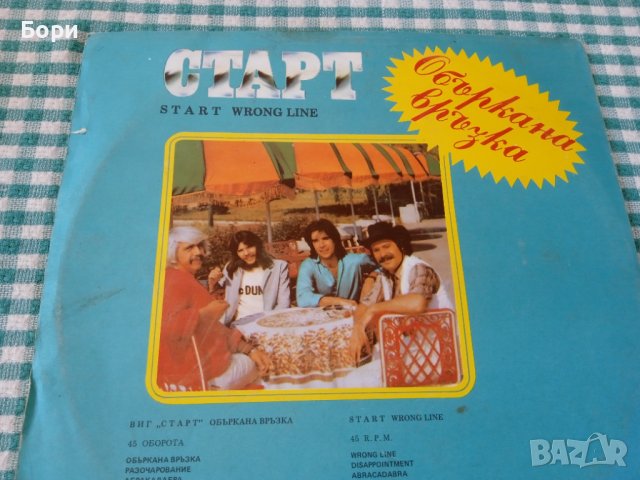 Бори
СТАРТ
START WRONG LINE
Объркана
връзка
c DUN
ВИГ „СТАРТ" ОБЪРКАНА ВРЪЗКА
45 ОБОРОТА
ОБЪРКАНА ВРЪЗКА
РАЗОЧАРОВАНИЕ
АБРАКАДАБРА
START WRONG LINE
45 R.P.M.
WRONG LINE
DISAPPOINTMENT
ABRACADABRA
BAZAR